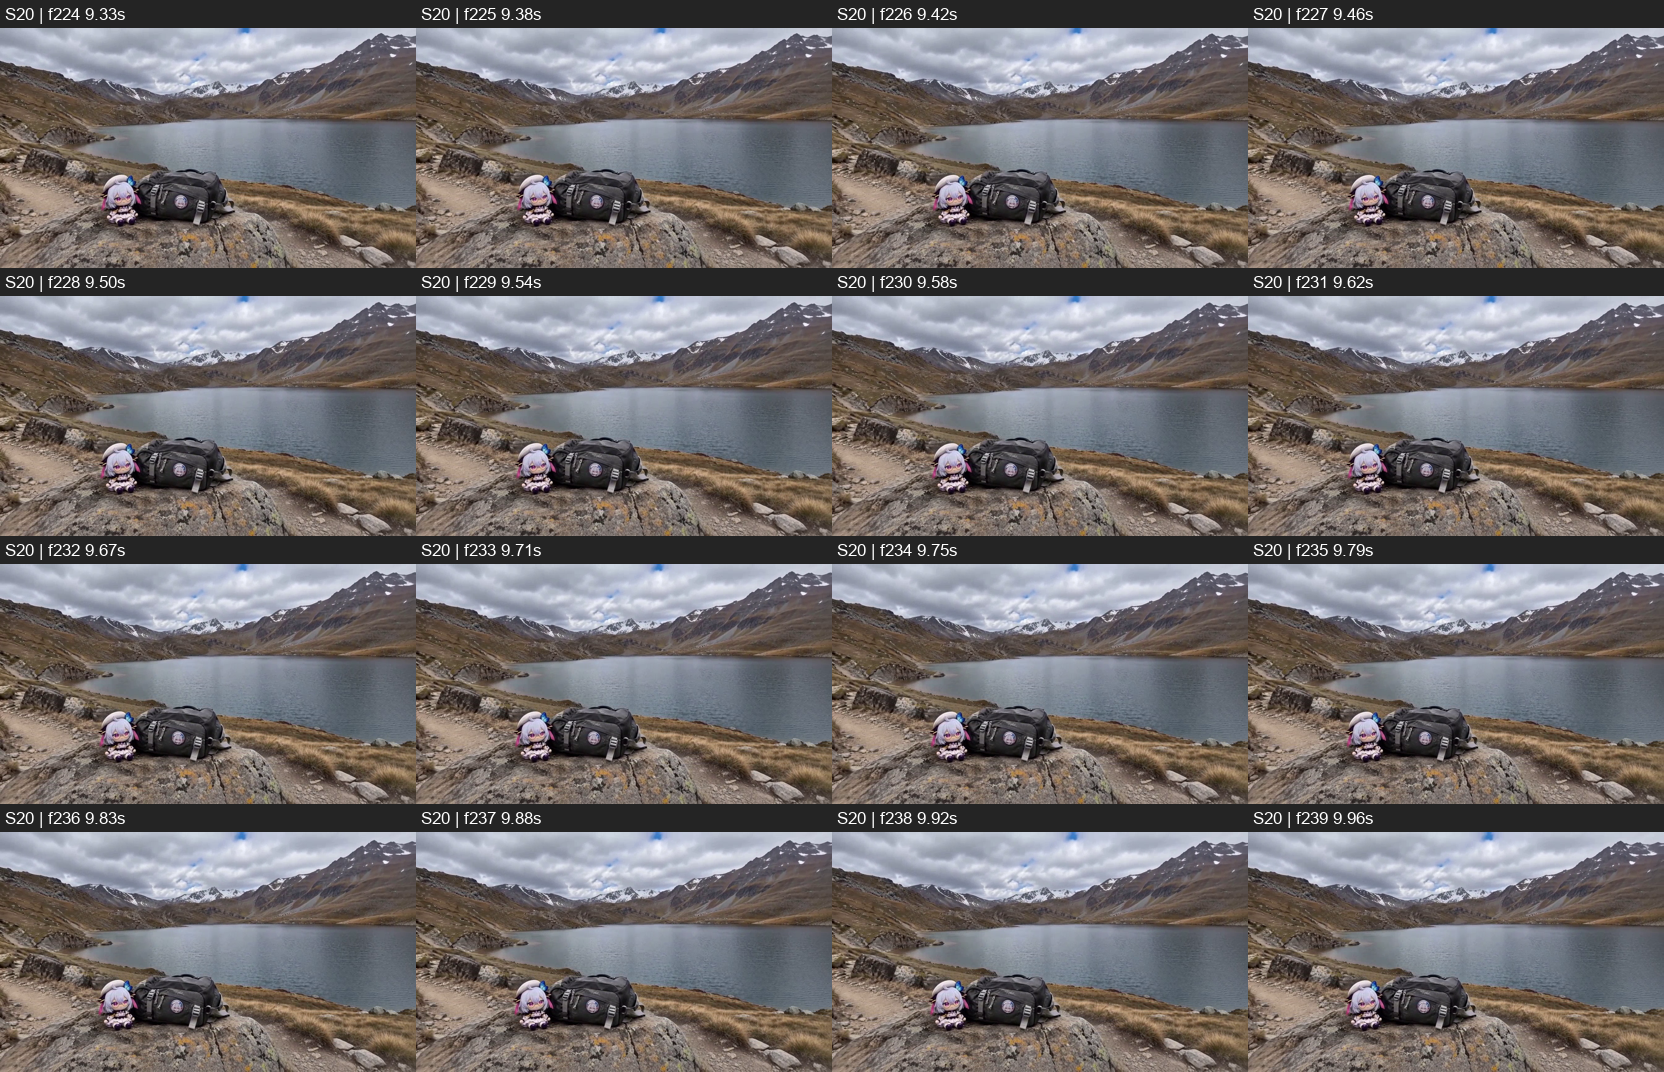 S20 | f224 9.33s
S20 | f225 9.38s
S20 | f226 9.42s
S20 | f227 9.46s
S20 | f228 9.50s
S20 | f229 9.54s
S20 | f230 9.58s
S20 | f231 9.62s
S20 | f232 9.67s
S20 | f233 9.71s
S20 | f234 9.75s
S20 | f235 9.79s
S20 | f236 9.83s
S20 | f237 9.88s
S20 | f238 9.92s
S20 | f239 9.96s